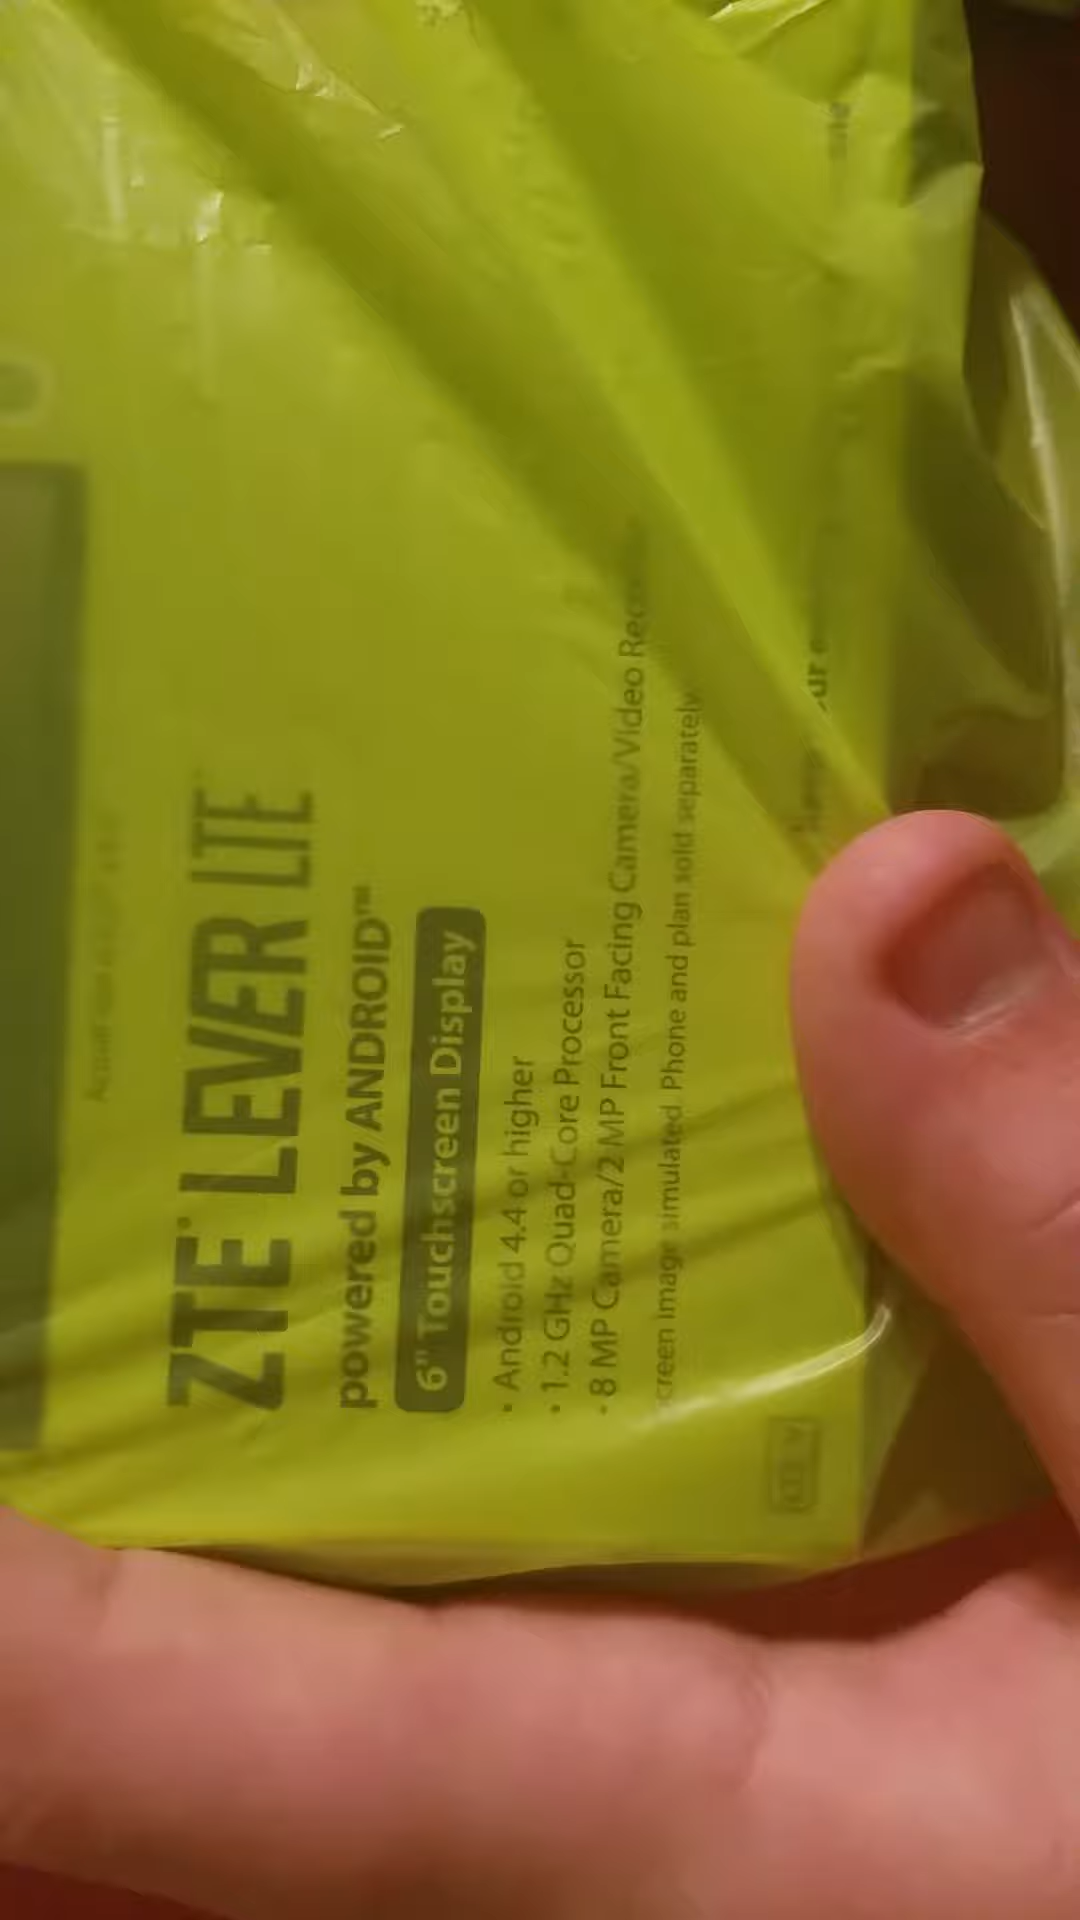 ZTE LEVER LTE
powered by ANDROID™
6" Touchscreen Display
• Android 4.4 or higher
• 1.2 GHz Quad-Core Processor
• 8 MP Camera/2 MP Front Facing Camera/Video
creen image simulated. Phone and plan sold separately.